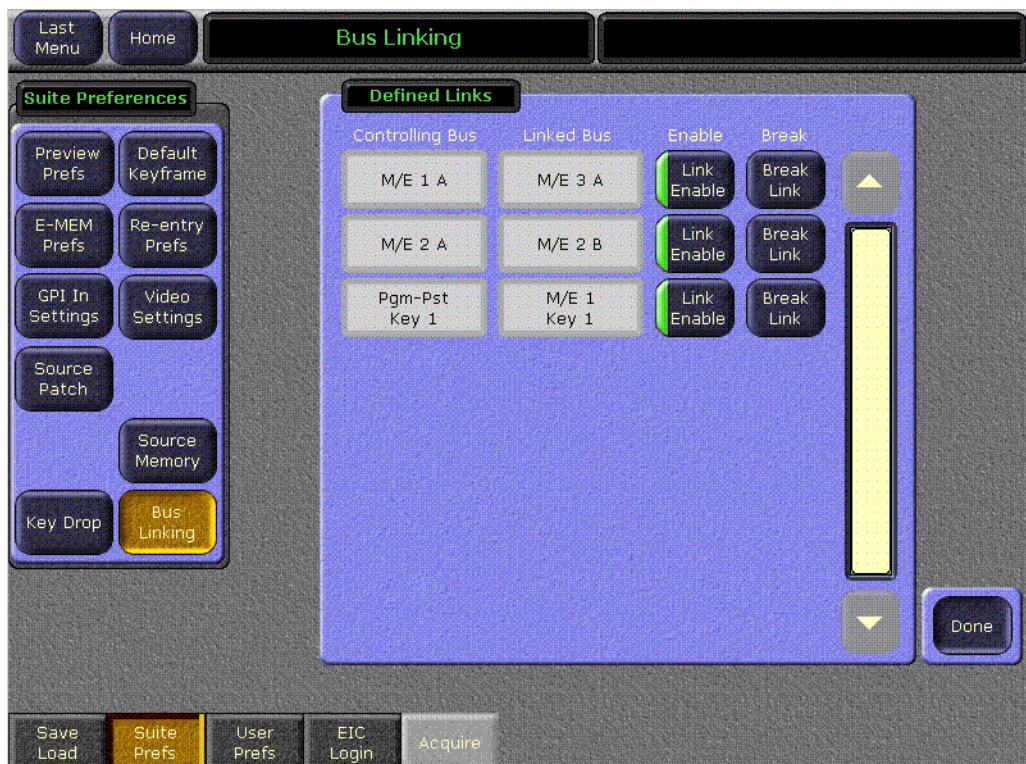 Last
Menu
Home
Bus Linking
Suite Preferences
Preview
Prefs
Default
Keyframe
E-MEM
Prefs
Re-entry
Prefs
GPI In
Settings
Video
Settings
Source
Patch
Source
Memory
Key Drop
Bus
Linking
Defined Links
Controlling Bus Linked Bus Enable Break
M/E 1 A
M/E 3 A
Link
Enable
Break
Link
M/E 2 A
M/E 2 B
Link
Enable
Break
Link
Pgm-Pst
Key 1
M/E 1
Key 1
Link
Enable
Break
Link
Done
Save
Load
Suite
Prefs
User
Prefs
EIC
Login
Acquire